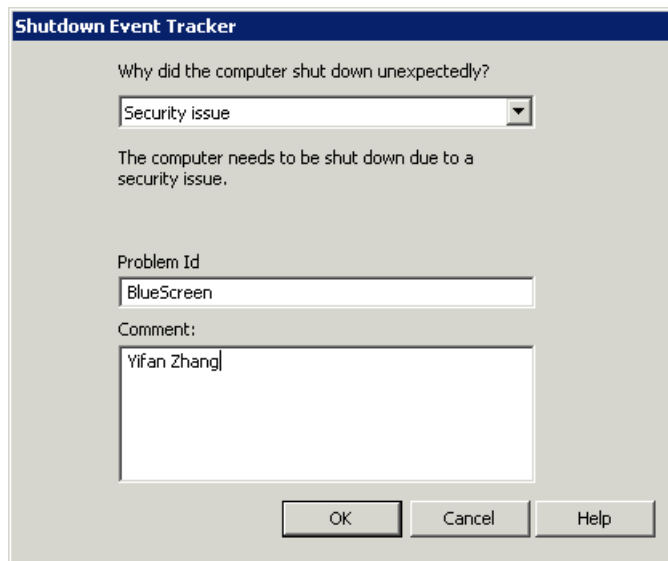 Shutdown Event Tracker
Why did the computer shut down unexpectedly?
Security issue
The computer needs to be shut down due to a
security issue.
Problem Id
BlueScreen
Comment:
Yifan Zhang
OK Cancel Help